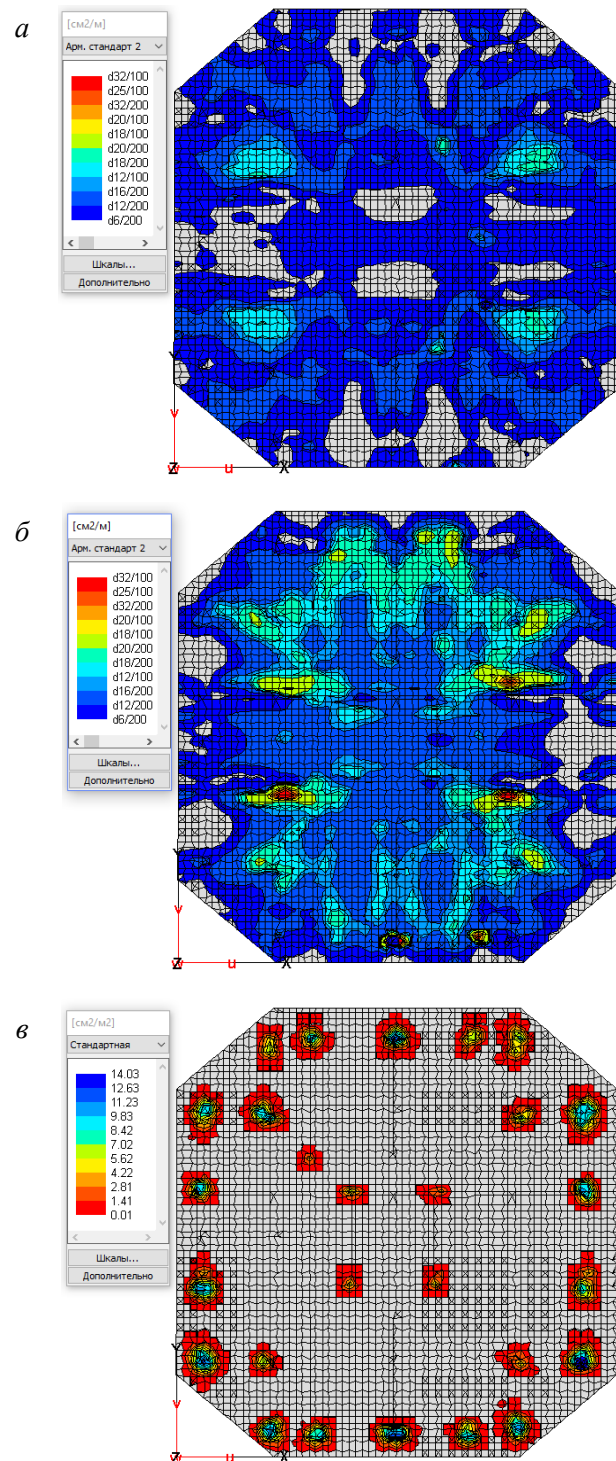 а
[см2/м]
Арм. стандарт 2
d32/100
d25/100
d32/200
d20/100
d18/100
d20/200
d18/200
d12/100
d16/200
d12/200
d6/200
Шкалы...
Дополнительно
Y
v
Z
u
X
б
[см2/м]
Арм. стандарт 2
d32/100
d25/100
d32/200
d20/100
d18/100
d20/200
d18/200
d12/100
d16/200
d12/200
d6/200
Шкалы...
Дополнительно
Y
v
Z
u
X
в
[см2/м2]
Стандартная
14.03
12.63
11.23
9.83
8.42
7.02
5.62
4.22
2.81
1.41
0.01
Шкалы...
Дополнительно
Y
v
Z
u
X